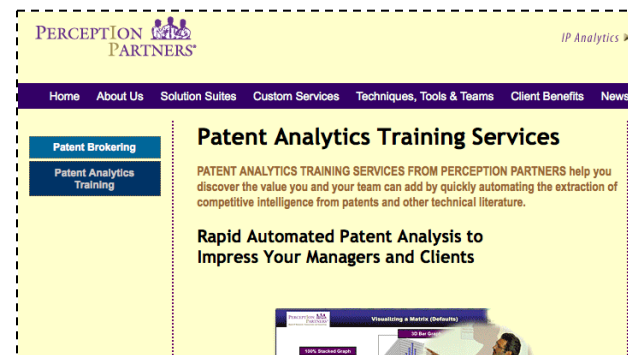 PERCEPTION
PARTNERS®
IP Analytics
Home About Us Solution Suites Custom Services Techniques, Tools & Teams Client Benefits News
Patent Brokering
Patent Analytics
Training
Patent Analytics Training Services
PATENT ANALYTICS TRAINING SERVICES FROM PERCEPTION PARTNERS help you
discover the value you and your team can add by quickly automating the extraction of
competitive intelligence from patents and other technical literature.
Rapid Automated Patent Analysis to
Impress Your Managers and Clients
PERCEPTION
PARTNERS
Visualizing a Matrix (Defaults)
3D Bar Graph
100% Stacked Graph